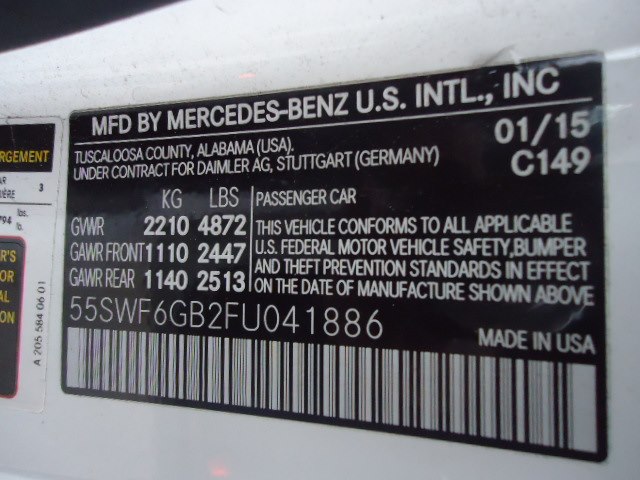 MFD BY MERCEDES-BENZ U.S. INTL., INC
TUSCALOOSA COUNTY, ALABAMA (USA).
UNDER CONTRACT FOR DAIMLER AG, STUTTGART (GERMANY)
01/15
C149
KG LBS
GVWR 2210 4872
GAWR FRONT 1110 2447
GAWR REAR 1140 2513
PASSENGER CAR
THIS VEHICLE CONFORMS TO ALL APPLICABLE
U.S. FEDERAL MOTOR VEHICLE SAFETY, BUMPER
AND THEFT PREVENTION STANDARDS IN EFFECT
ON THE DATE OF MANUFACTURE SHOWN ABOVE
55SWF6GB2FU041886
MADE IN USA
3
lbs.
lb.
A 205 584 06 01